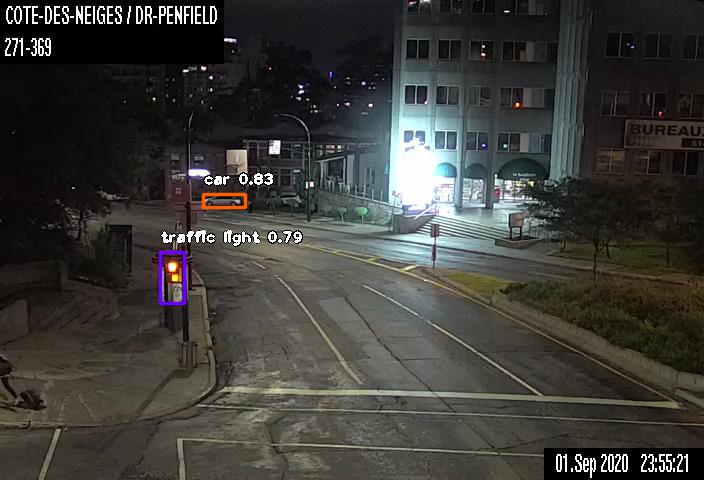 COTE-DES-NEIGES / DR-PENFIELD
271-369
BUREAUX
car 0.83
traffic light 0.79
01.Sep 2020 23:55:21